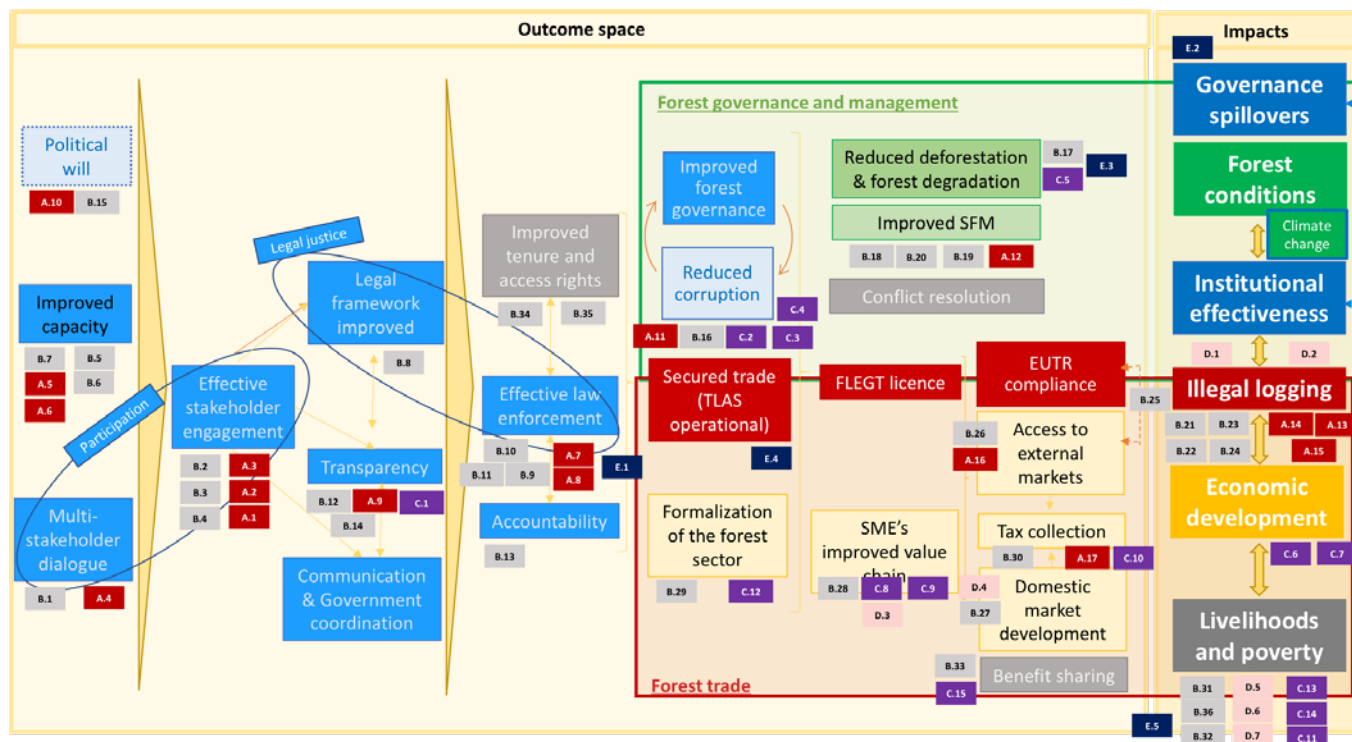 Outcome space
Impacts
E.2
Political
will
A.10 B.15
Improved
capacity
B.7 B.5
A.5 B.6
A.6
Participation
Multi-
stakeholder
dialogue
B.1 A.4
Effective
stakeholder
engagement
B.2 A.3
B.3 A.2
B.4 A.1
Legal justice
Legal
framework
improved
B.8
Transparency
B.12 A.9 C.1
B.14
Communication
& Government
coordination
Improved
tenure and
access rights
B.34 B.35
Effective law
enforcement
B.10 A.7
B.11 B.9 A.8 E.1
Accountability
B.13
Forest governance and management
Improved
forest
governance
Reduced
corruption
C.4
A.11 B.16 C.2 C.3
Reduced deforestation
& forest degradation
B.17
C.5
E.3
Improved SFM
B.18 B.20 B.19 A.12
Conflict resolution
Secured trade
(TLAS
operational)
E.4
FLEGT licence
EUTR
compliance
B.25
B.26
A.16
Access to
external
markets
Formalization
of the forest
sector
B.29 C.12
SME’s
improved value
chain
B.28 C.8 C.9
D.3
Tax collection
B.30 A.17 C.10
D.4
B.27
Domestic
market
development
B.33
C.15
Benefit sharing
Forest trade
Governance
spillovers
Forest
conditions
Climate
change
Institutional
effectiveness
D.1 D.2
Illegal logging
B.21 B.23 A.14 A.13
B.22 B.24 A.15
Economic
development
C.6 C.7
Livelihoods
and poverty
B.31 D.5 C.13
B.36 D.6 C.14
E.5 B.32 D.7 C.11